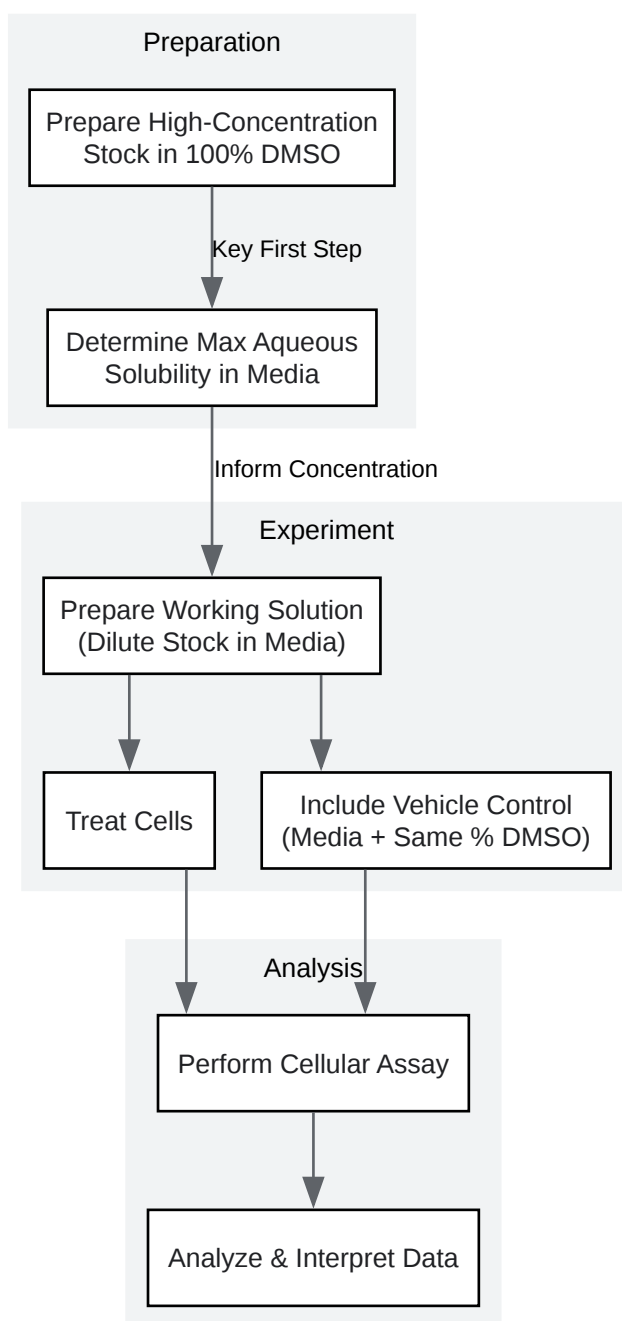 Preparation
Prepare High-Concentration
Stock in 100% DMSO
Key First Step
Determine Max Aqueous
Solubility in Media
Inform Concentration
Experiment
Prepare Working Solution
(Dilute Stock in Media)
Treat Cells
Include Vehicle Control
(Media + Same % DMSO)
Analysis
Perform Cellular Assay
Analyze & Interpret Data